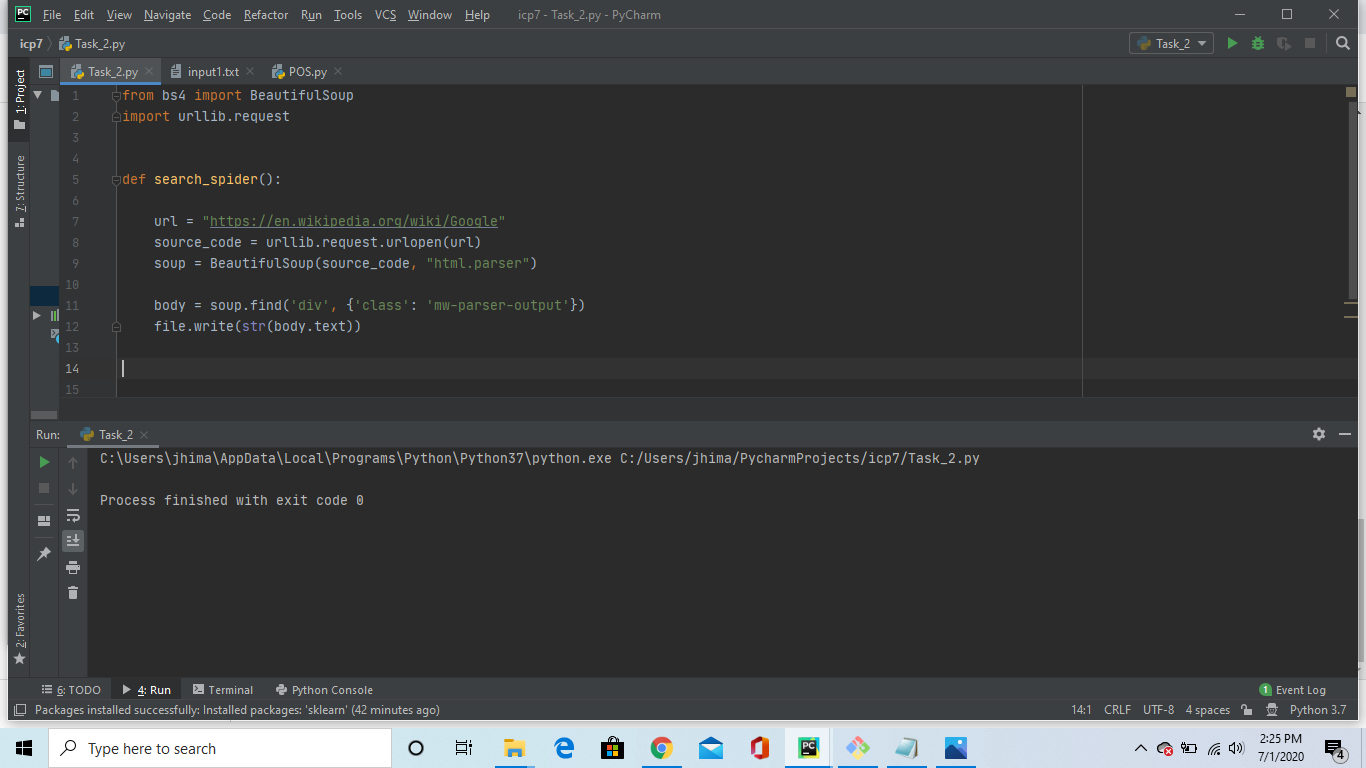 PC File Edit View Navigate Code Refactor Run Tools VCS Window Help icp7 - Task_2.py - PyCharm
icp7 Task_2.py Task_2
1: Project
Task_2.py input1.txt POS.py
1 from bs4 import BeautifulSoup
2 import urllib.request
3
4
5 def search_spider():
6
7 url = "https://en.wikipedia.org/wiki/Google"
8 source_code = urllib.request.urlopen(url)
9 soup = BeautifulSoup(source_code, "html.parser")
10
11 body = soup.find('div', {'class': 'mw-parser-output'})
12 file.write(str(body.text))
13
14
15
7: Structure
Run: Task_2
C:\Users\jhima\AppData\Local\Programs\Python\Python37\python.exe C:/Users/jhima/PycharmProjects/icp7/Task_2.py
Process finished with exit code 0
2: Favorites
6: TODO 4: Run Terminal Python Console 1 Event Log
Packages installed successfully: Installed packages: 'sklearn' (42 minutes ago) 14:1 CRLF UTF-8 4 spaces Python 3.7
Type here to search PC 2:25 PM
7/1/2020 4